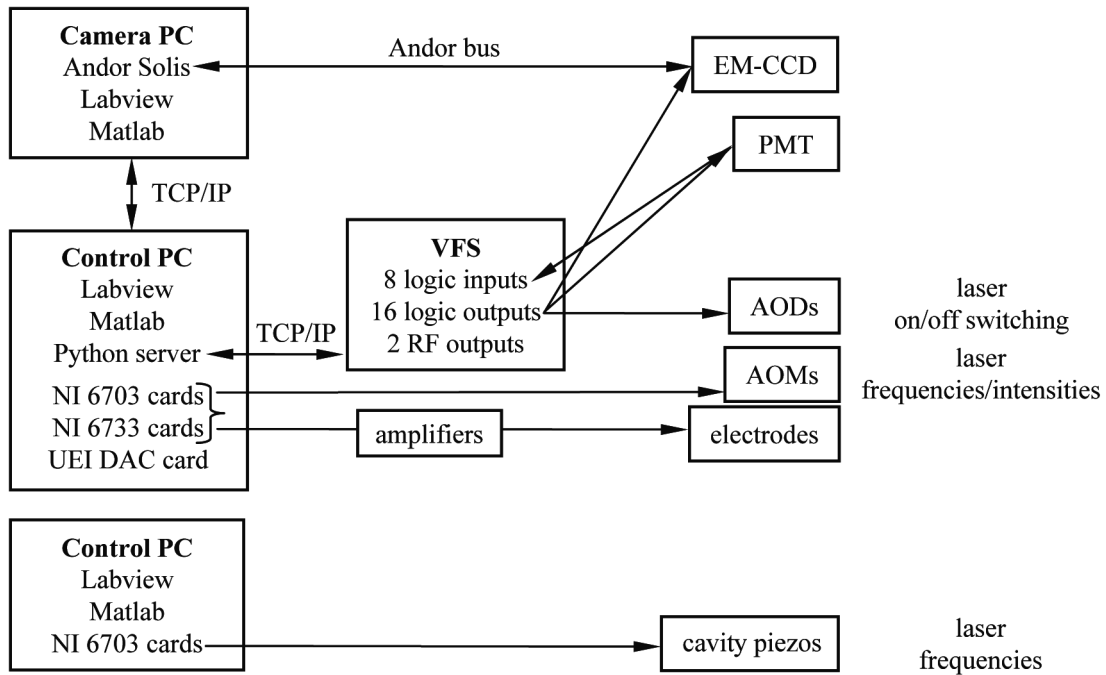 Camera PC
Andor Solis
Labview
Matlab
Andor bus
EM-CCD
PMT
TCP/IP
Control PC
Labview
Matlab
Python server
NI 6703 cards
NI 6733 cards
UEI DAC card
TCP/IP
VFS
8 logic inputs
16 logic outputs
2 RF outputs
AODs
laser
on/off switching
AOMs
laser
frequencies/intensities
amplifiers
electrodes
Control PC
Labview
Matlab
NI 6703 cards
cavity piezos
laser
frequencies